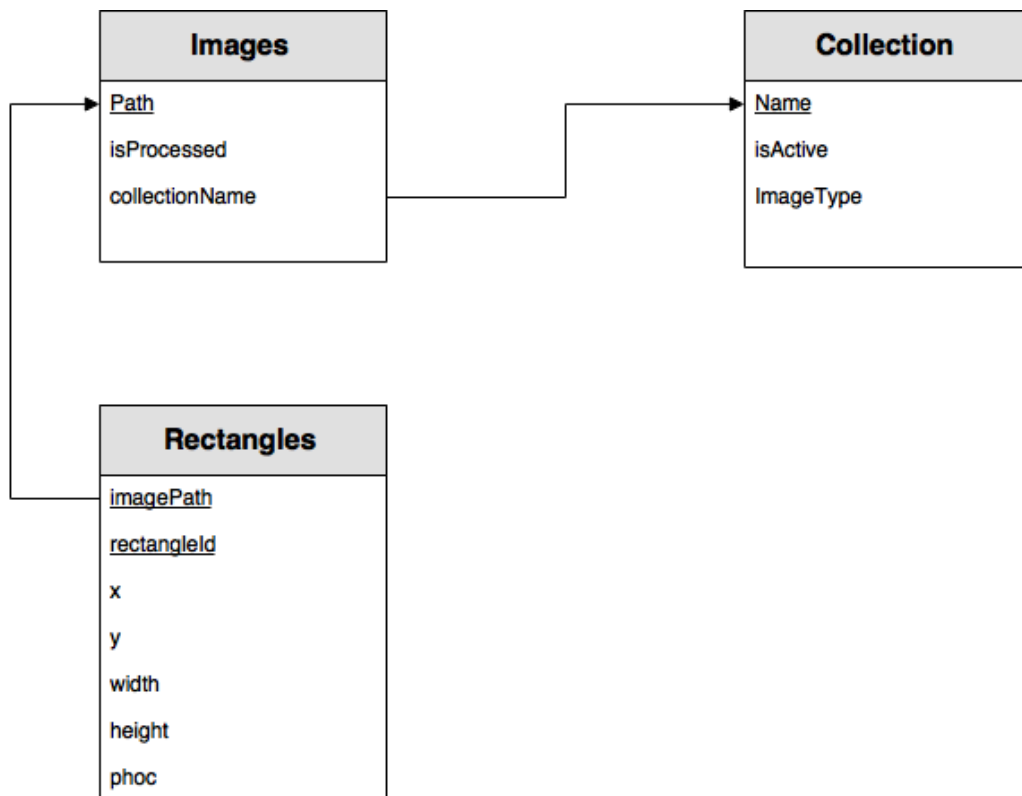 Images
Path
isProcessed
collectionName
Collection
Name
isActive
ImageType
Rectangles
imagePath
rectangleId
x
y
width
height
phoc